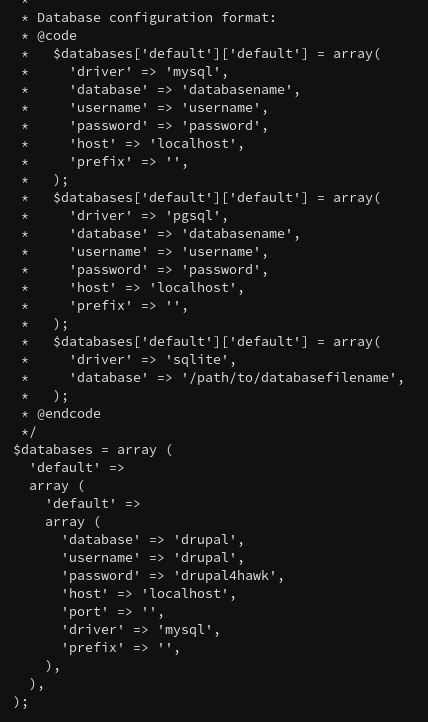 *
 * Database configuration format:
 * @code
 *   $databases['default']['default'] = array(
 *     'driver' => 'mysql',
 *     'database' => 'databasename',
 *     'username' => 'username',
 *     'password' => 'password',
 *     'host' => 'localhost',
 *     'prefix' => '',
 *   );
 *   $databases['default']['default'] = array(
 *     'driver' => 'pgsql',
 *     'database' => 'databasename',
 *     'username' => 'username',
 *     'password' => 'password',
 *     'host' => 'localhost',
 *     'prefix' => '',
 *   );
 *   $databases['default']['default'] = array(
 *     'driver' => 'sqlite',
 *     'database' => '/path/to/databasefilename',
 *   );
 * @endcode
 */
$databases = array (
  'default' =>
  array (
    'default' =>
    array (
      'database' => 'drupal',
      'username' => 'drupal',
      'password' => 'drupal4hawk',
      'host' => 'localhost',
      'port' => '',
      'driver' => 'mysql',
      'prefix' => '',
    ),
  ),
);